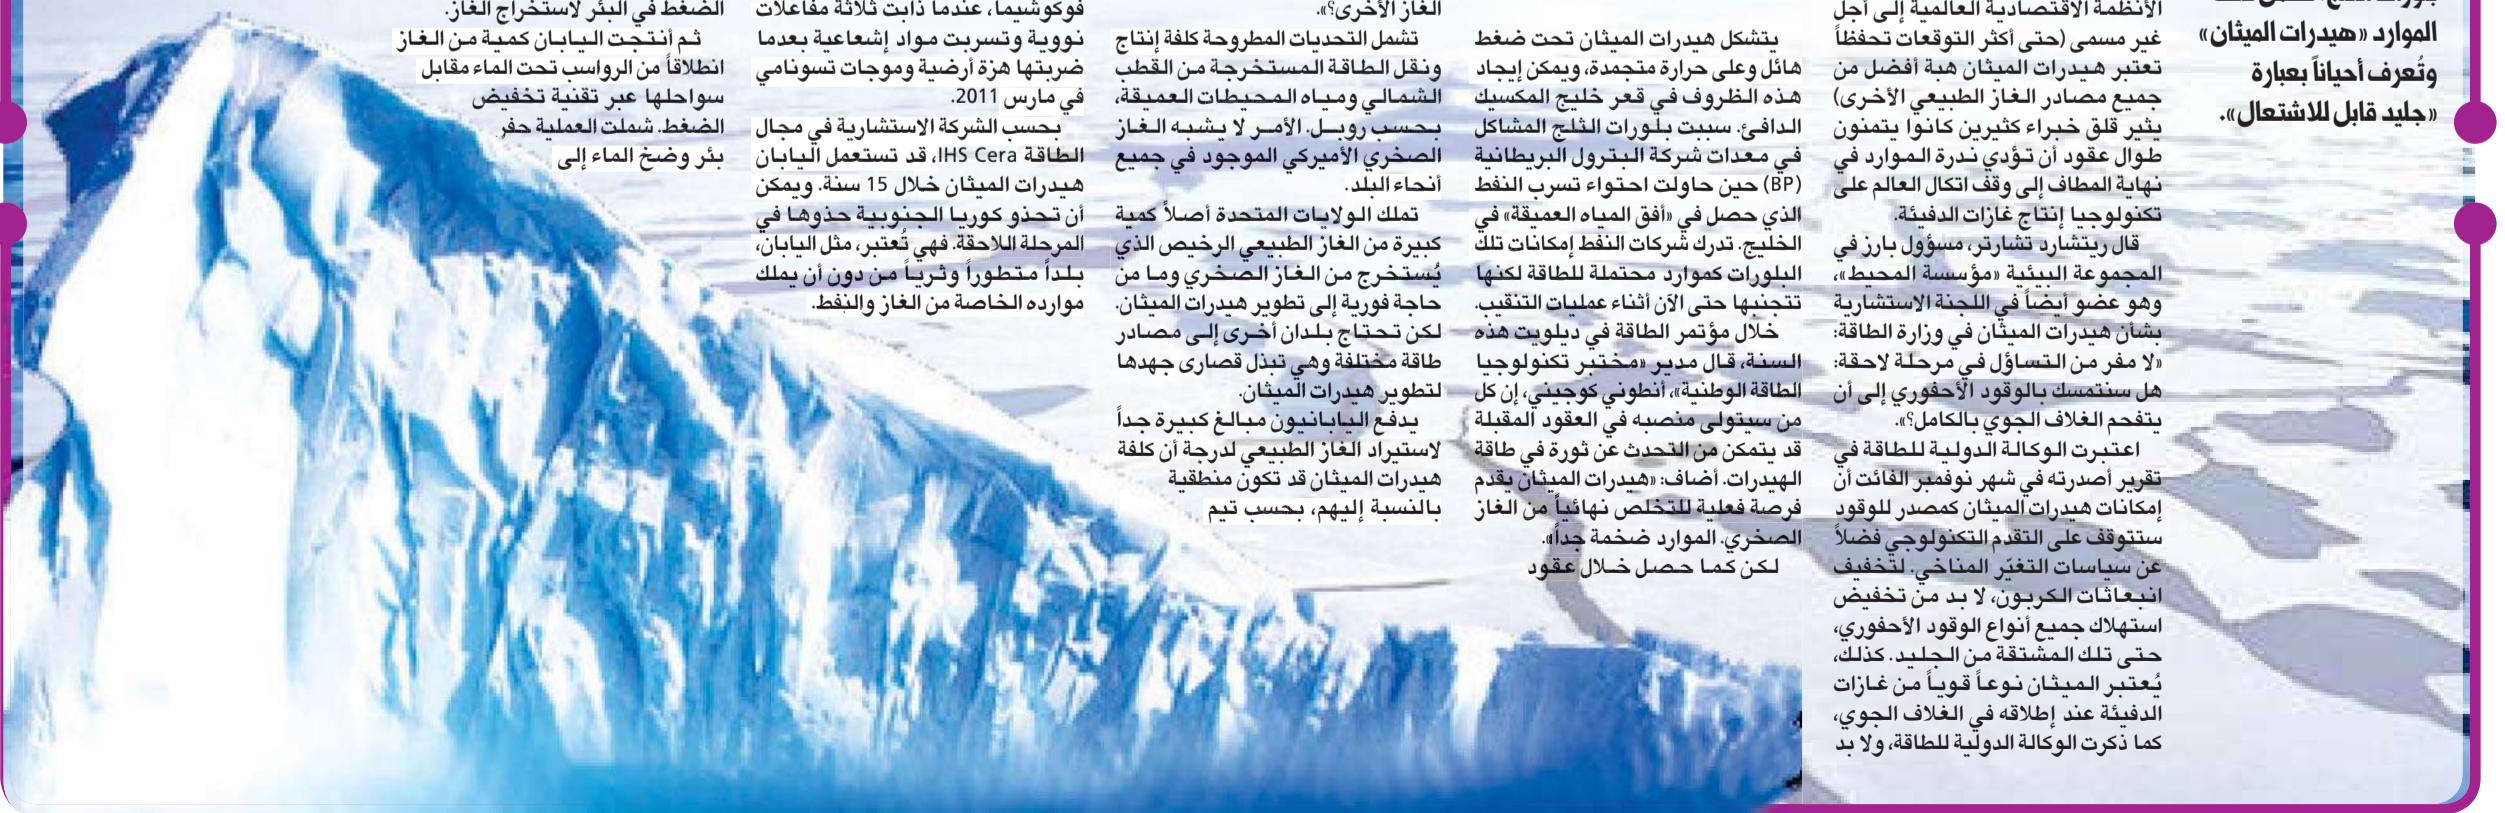 الموارد «هيدرات الميثان»
وتُعرف أحياناً بعبارة
«جليد قابل للاشتعال».
الأنظمة الاقتصادية العالمية إلى أجل
غير مسمى (حتى أكثر التوقعات تحفظاً
تعتبر هيدرات الميثان هبة أفضل من
جميع مصادر الغاز الطبيعي الأخرى)
يثير قلق خبراء كثيرين كانوا يتمنون
طوال عقود أن تؤدي ندرة الموارد في
نهاية المطاف إلى وقف اتكال العالم على
تكنولوجيا إنتاج غازات الدفيئة.
قال ريتشارد تشارتر، مسؤول بارز في
المجموعة البيئية «مؤسسة المحيط»،
وهو عضو أيضاً في اللجنة الاستشارية
بشأن هيدرات الميثان في وزارة الطاقة:
«لا مفر من التساؤل في مرحلة لاحقة:
هل سنتمسك بالوقود الأحفوري إلى أن
يتفحم الغلاف الجوي بالكامل؟».
اعتبرت الوكالة الدولية للطاقة في
تقرير أصدرته في شهر نوفمبر الفائت أن
إمكانات هيدرات الميثان كمصدر للوقود
ستتوقف على التقدم التكنولوجي فضلاً
عن سياسات التغيّر المناخي. لتخفيف
انبعاثات الكربون، لا بد من تخفيض
استهلاك جميع أنواع الوقود الأحفوري،
حتى تلك المشتقة من الجليد. كذلك،
يُعتبر الميثان نوعاً قوياً من غازات
الدفيئة عند إطلاقه في الغلاف الجوي،
كما ذكرت الوكالة الدولية للطاقة، ولا بد
يتشكل هيدرات الميثان تحت ضغط
هائل وعلى حرارة متجمدة، ويمكن إيجاد
هذه الظروف في قعر خليج المكسيك
الدافئ. سببت بلورات الثلج المشاكل
في معدات شركة البترول البريطانية
(BP) حين حاولت احتواء تسرب النفط
الذي حصل في «أفق المياه العميقة» في
الخليج. تدرك شركات النفط إمكانات تلك
البلورات كموارد محتملة للطاقة لكنها
تتجنبها حتى الآن أثناء عمليات التنقيب.
خلال مؤتمر الطاقة في ديلويت هذه
السنة، قال مدير «مختبر تكنولوجيا
الطاقة الوطنية»، أنطوني كوجيني، إن كل
من سيتولى منصبه في العقود المقبلة
قد يتمكن من التحدث عن ثورة في طاقة
الهيدرات. أضاف: «هيدرات الميثان يقدم
فرصة فعلية للتخلص نهائياً من الغاز
الصخري. الموارد ضخمة جداً».
لكن كما حصل خلال عقود
الغاز الأخرى؟».
تشمل التحديات المطروحة كلفة إنتاج
ونقل الطاقة المستخرجة من القطب
الشمالي ومياه المحيطات العميقة،
بحسب روبل. الأمر لا يشبه الغاز
الصخري الأميركي الموجود في جميع
أنحاء البلد.
تملك الولايات المتحدة أصلاً كمية
كبيرة من الغاز الطبيعي الرخيص الذي
يُستخرج من الغاز الصخري وما من
حاجة فورية إلى تطوير هيدرات الميثان.
لكن تحتاج بلدان أخرى إلى مصادر
طاقة مختلفة وهي تبذل قصارى جهدها
لتطوير هيدرات الميثان.
يدفع اليابانيون مبالغ كبيرة جداً
لاستيراد الغاز الطبيعي لدرجة أن كلفة
هيدرات الميثان قد تكون منطقية
بالنسبة إليهم، بحسب تيم
فوكوشيما، عندما ذابت ثلاثة مفاعلات
نووية وتسربت مواد إشعاعية بعدما
ضربتها هزة أرضية وموجات تسونامي
في مارس 2011.
بحسب الشركة الاستشارية في مجال
الطاقة IHS Cera، قد تستعمل اليابان
هيدرات الميثان خلال 15 سنة. ويمكن
أن تحذو كوريا الجنوبية حذوها في
المرحلة اللاحقة. فهي تُعتبر، مثل اليابان،
بلداً متطوراً وثرياً من دون أن يملك
موارده الخاصة من الغاز والنفط.
الضغط في البئر لاستخراج الغاز.
ثم أنتجت اليابان كمية من الغاز
انطلاقاً من الرواسب تحت الماء مقابل
سواحلها عبر تقنية تخفيض
الضغط. شملت العملية حفر
بئر وضخ الماء إلى